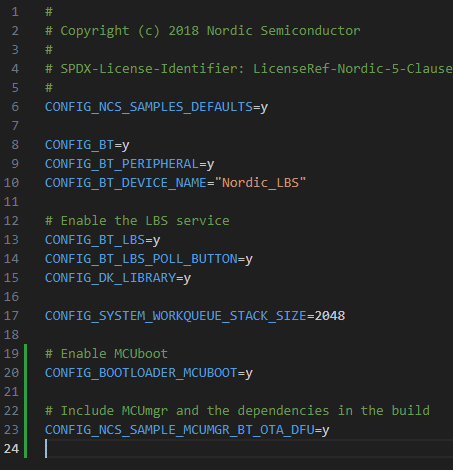 1 #
2 # Copyright (c) 2018 Nordic Semiconductor
3 #
4 # SPDX-License-Identifier: LicenseRef-Nordic-5-Clause
5 #
6 CONFIG_NCS_SAMPLES_DEFAULTS=y
7
8 CONFIG_BT=y
9 CONFIG_BT_PERIPHERAL=y
10 CONFIG_BT_DEVICE_NAME="Nordic_LBS"
11
12 # Enable the LBS service
13 CONFIG_BT_LBS=y
14 CONFIG_BT_LBS_POLL_BUTTON=y
15 CONFIG_DK_LIBRARY=y
16
17 CONFIG_SYSTEM_WORKQUEUE_STACK_SIZE=2048
18
19 # Enable MCUboot
20 CONFIG_BOOTLOADER_MCUBOOT=y
21
22 # Include MCUmgr and the dependencies in the build
23 CONFIG_NCS_SAMPLE_MCUMGR_BT_OTA_DFU=y
24